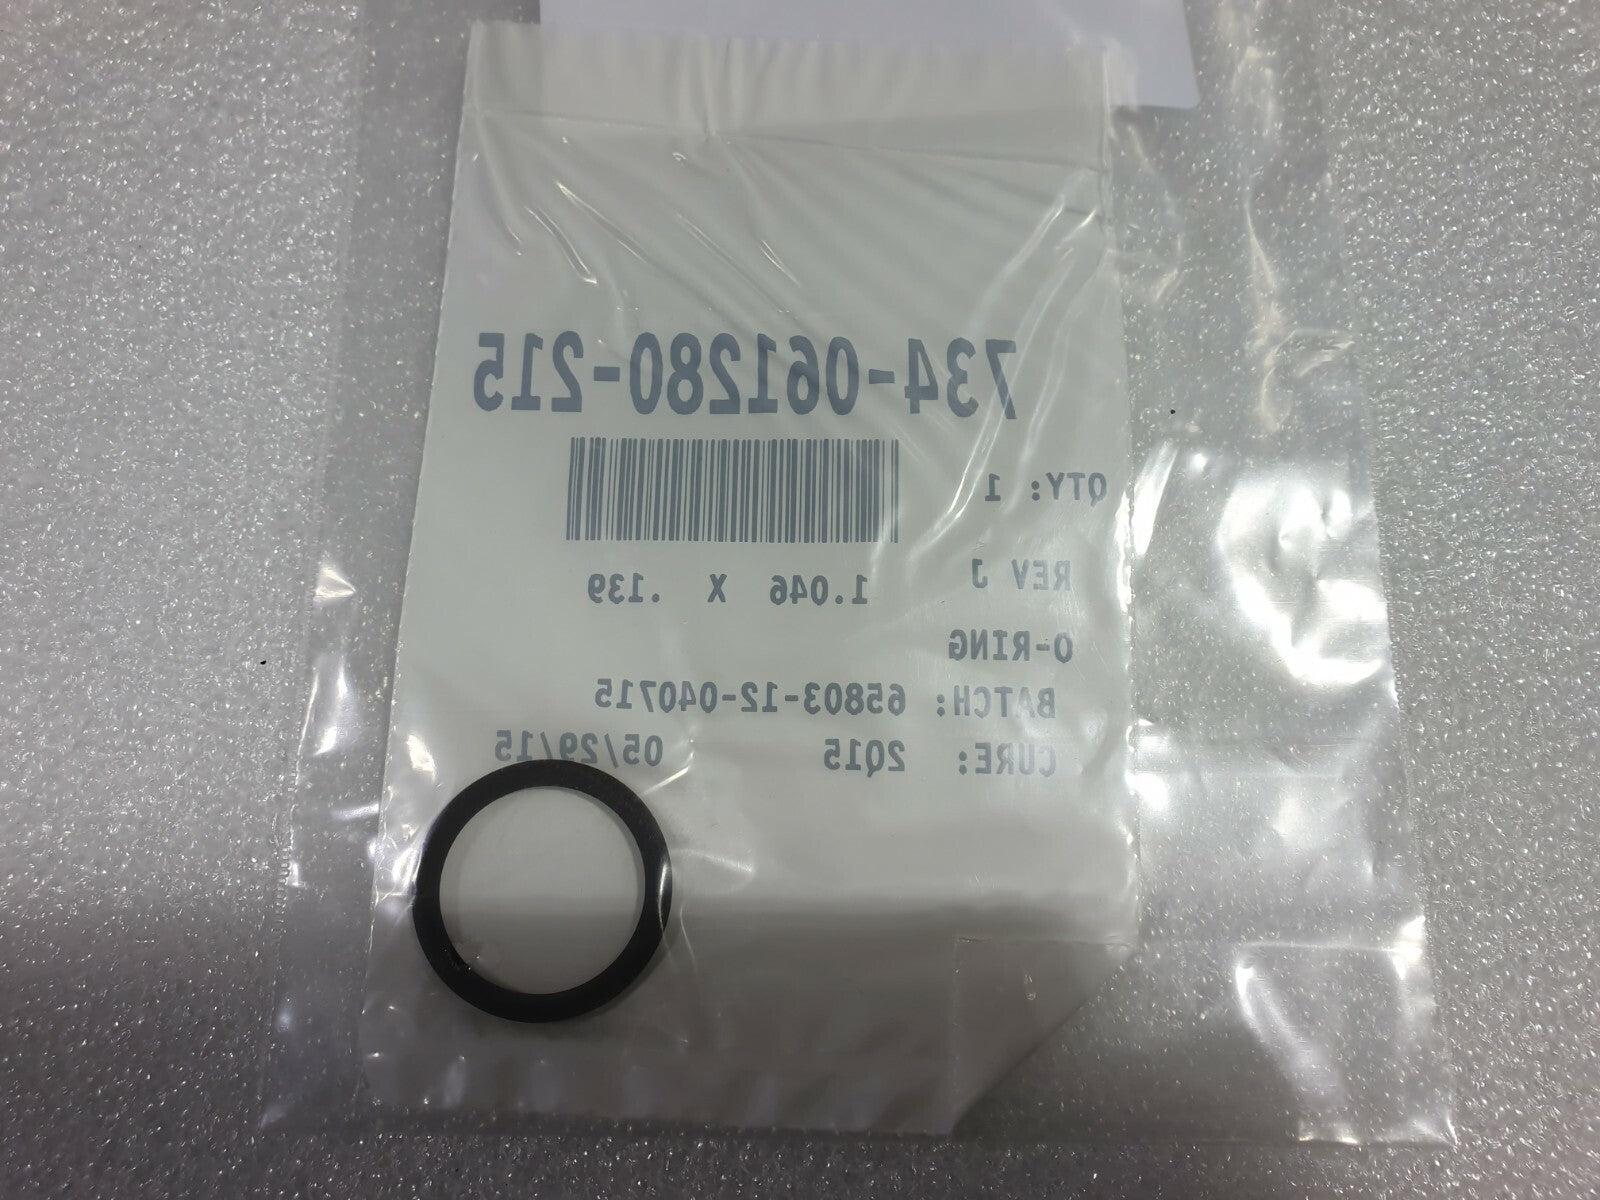 734-061280-215
QTY: 1
REV J
1.046 X .139
O-RING
BATCH: 65803-12-040715
CURE: 2Q15 05/29/15